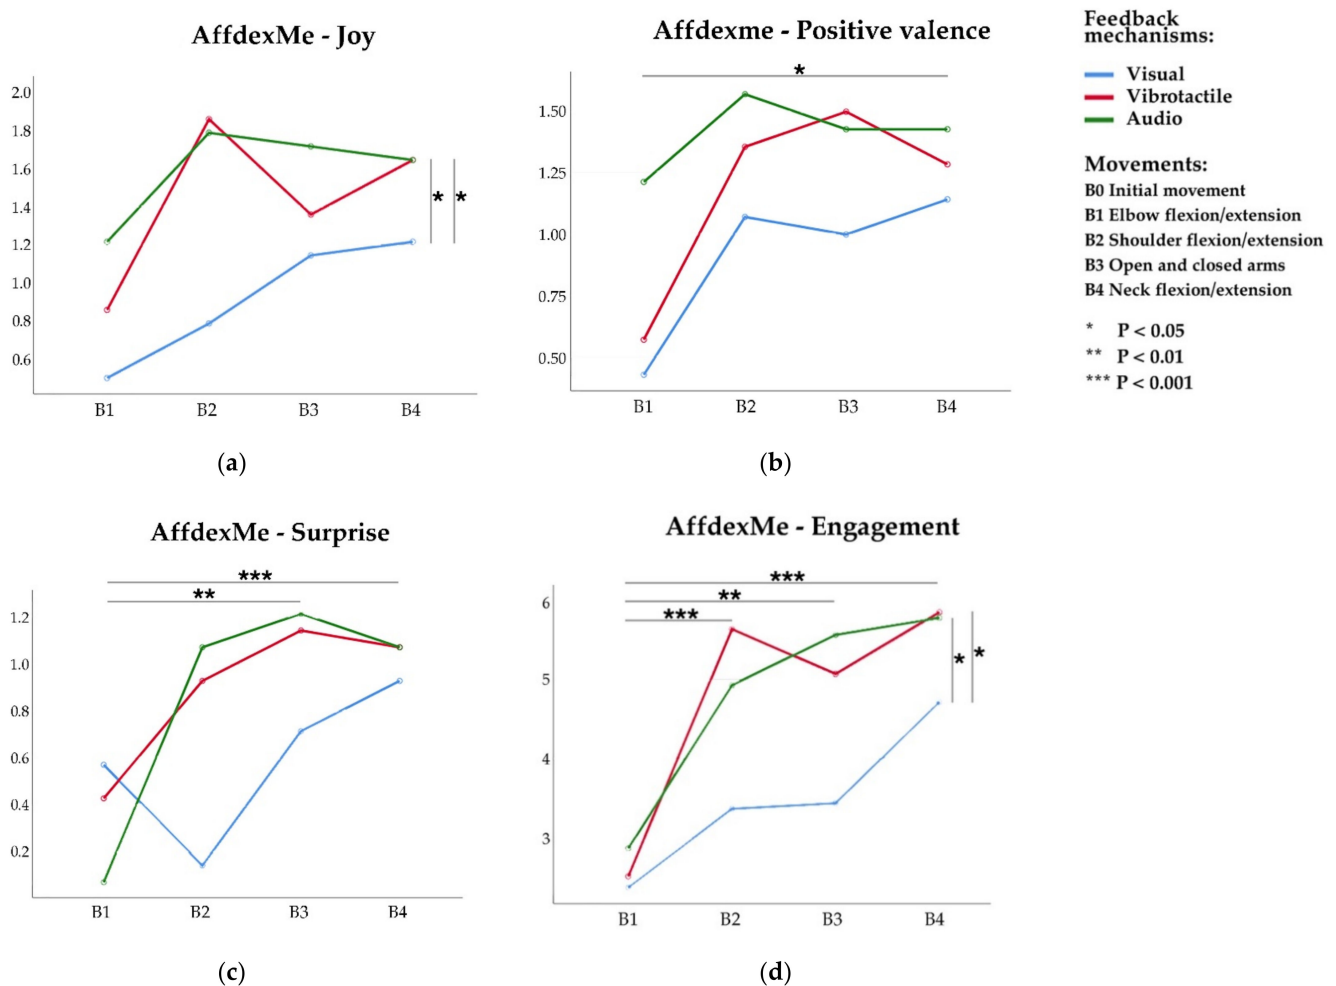 AffdexMe - Joy
2.0
1.8
1.6
1.4
1.2
1.0
0.8
0.6
*
*
B1
B2
B3
B4
(a)
Affdexme - Positive valence
*
1.50
1.25
1.00
0.75
0.50
B1
B2
B3
B4
(b)
Feedback
mechanisms:
Visual
Vibrotactile
Audio
Movements:
B0 Initial movement
B1 Elbow flexion/extension
B2 Shoulder flexion/extension
B3 Open and closed arms
B4 Neck flexion/extension
* P < 0.05
** P < 0.01
*** P < 0.001
AffdexMe - Surprise
***
**
1.2
1.0
0.8
0.6
0.4
0.2
B1
B2
B3
B4
(c)
AffdexMe - Engagement
***
**
***
6
5
4
3
*
*
B1
B2
B3
B4
(d)